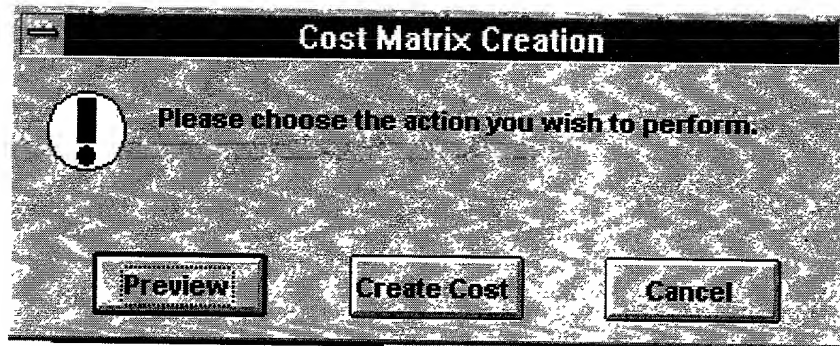 Cost Matrix Creation
Please choose the action you wish to perform.
Preview Create Cost Cancel